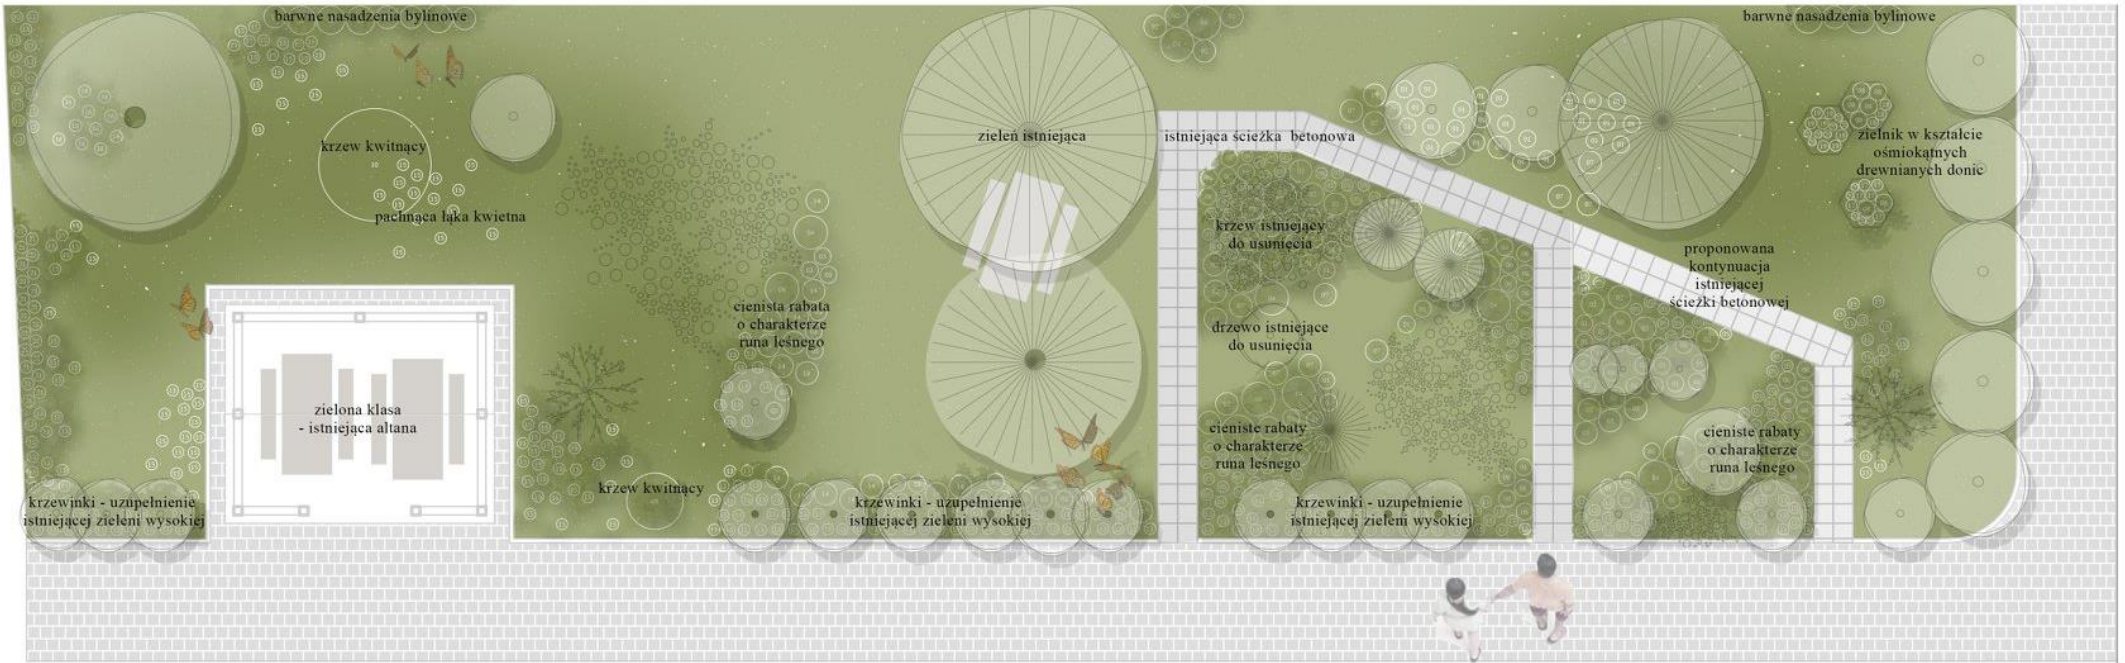 barwne nasadzenia bylinowe
krzew kwitnący
pachnąca łąka kwietna
zielona klasa
- istniejąca altana
krzewinki - uzupełnienie
istniejącej zieleni wysokiej
krzew kwitnący
cienista rabata
o charakterze
runa leśnego
krzewinki - uzupełnienie
istniejącej zieleni wysokiej
zieleń istniejąca
istniejąca ścieżka betonowa
krzew istniejący
do usunięcia
drzewo istniejące
do usunięcia
cieniste rabaty
o charakterze
runa leśnego
krzewinki - uzupełnienie
istniejącej zieleni wysokiej
barwne nasadzenia bylinowe
zielnik w kształcie
ośmiokątnych
drewnianych donic
proponowana
kontynuacja
istniejącej
ścieżki betonowej
cieniste rabaty
o charakterze
runa leśnego